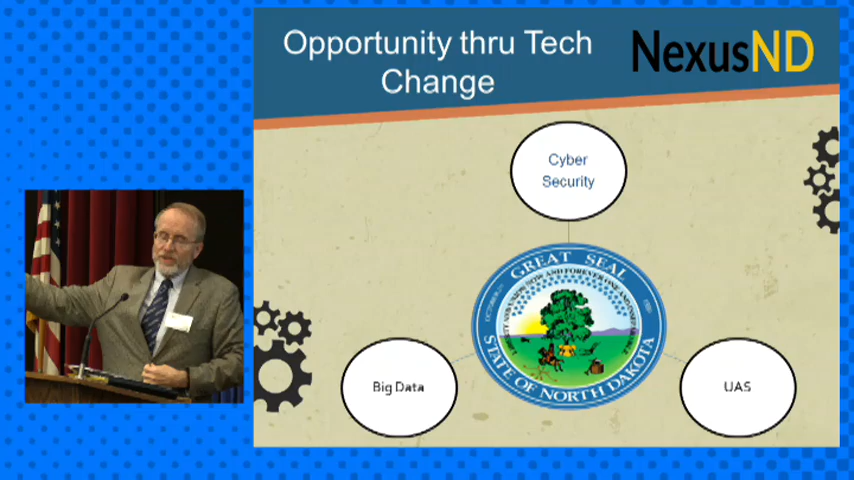 Opportunity thru Tech
Change
NexusND
Cyber
Security
GREAT SEAL
Big Data
UAS
STATE OF NORTH DAKOTA